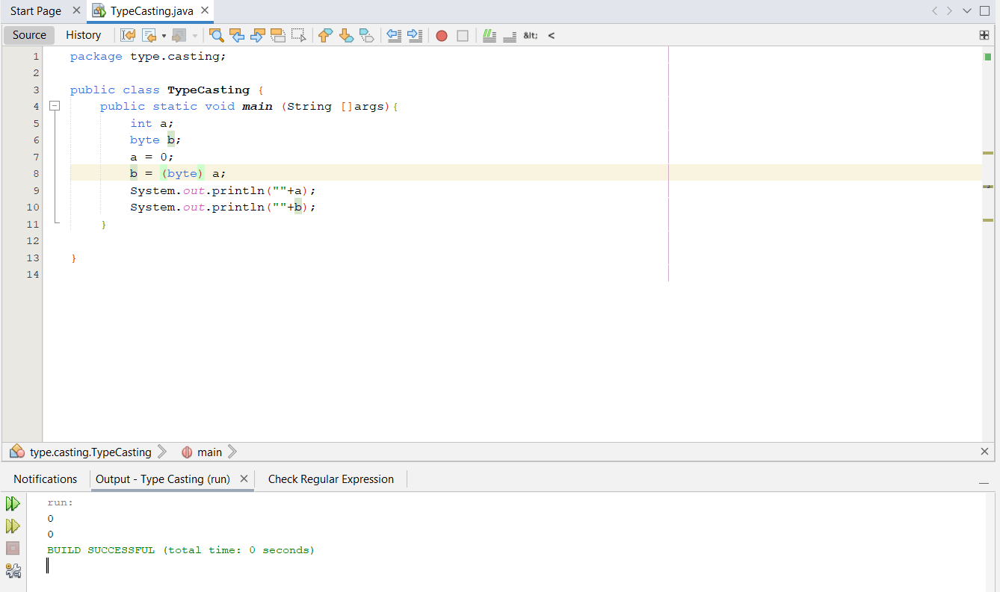 Start Page TypeCasting.java
Source History &lt; <
1 package type.casting;
2
3 public class TypeCasting {
4 public static void main (String []args){
5 int a;
6 byte b;
7 a = 0;
8 b = (byte) a;
9 System.out.println(""+a);
10 System.out.println(""+b);
11 }
12
13 }
14
type.casting.TypeCasting main
Notifications Output - Type Casting (run) Check Regular Expression
run:
0
0
BUILD SUCCESSFUL (total time: 0 seconds)